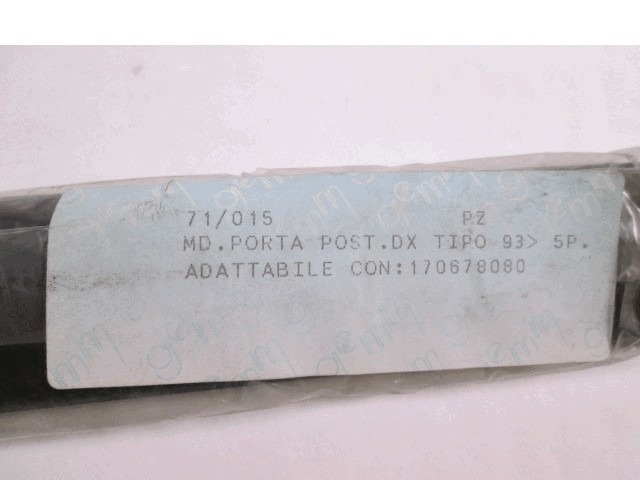 71/015 PZ
MD.PORTA POST.DX TIPO 93> 5P.
ADATTABILE CON:170678080